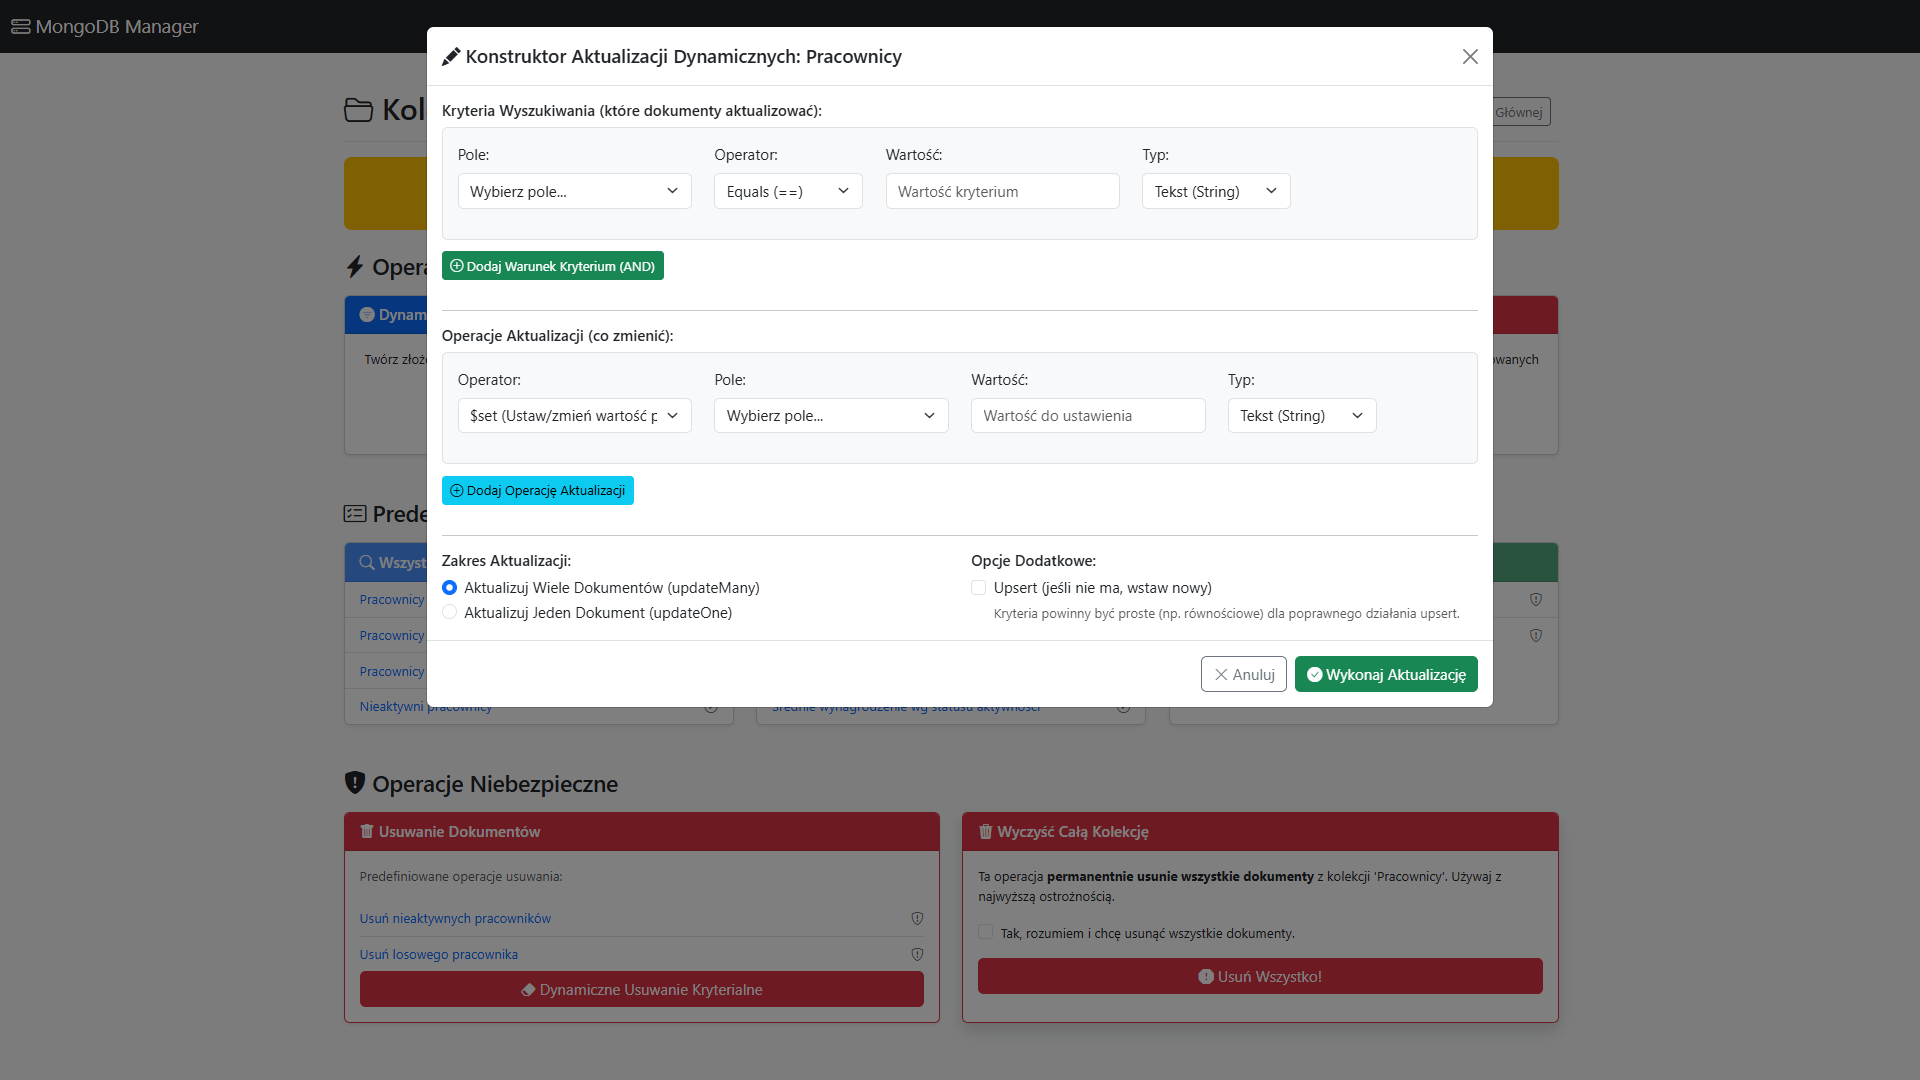 MongoDB Manager
Konstruktor Aktualizacji Dynamicznych: Pracownicy
Kol
Głównej
Kryteria Wyszukiwania (które dokumenty aktualizować):
Pole:
Operator:
Wartość:
Typ:
Wybierz pole...
Equals (==)
Wartość kryterium
Tekst (String)
Dodaj Warunek Kryterium (AND)
Opera
Dynam
Twórz złoż
owanych
Operacje Aktualizacji (co zmienić):
Operator:
Pole:
Wartość:
Typ:
$set (Ustaw/zmień wartość p
Wybierz pole...
Wartość do ustawienia
Tekst (String)
Dodaj Operację Aktualizacji
Prede
Wszyst
Zakres Aktualizacji:
Opcje Dodatkowe:
Aktualizuj Wiele Dokumentów (updateMany)
Upsert (jeśli nie ma, wstaw nowy)
Aktualizuj Jeden Dokument (updateOne)
Kryteria powinny być proste (np. równościowe) dla poprawnego działania upsert.
Pracownicy
Pracownicy
Pracownicy
Anuluj
Wykonaj Aktualizację
Nieaktywni pracownicy
Średnie wynagrodzenie wg statusu aktywności
Operacje Niebezpieczne
Usuwanie Dokumentów
Predefiniowane operacje usuwania:
Usuń nieaktywnych pracowników
Usuń losowego pracownika
Dynamiczne Usuwanie Kryterialne
Wyczyść Całą Kolekcję
Ta operacja permanentnie usunie wszystkie dokumenty z kolekcji 'Pracownicy'. Używaj z
najwyższą ostrożnością.
Tak, rozumiem i chcę usunąć wszystkie dokumenty.
Usuń Wszystko!